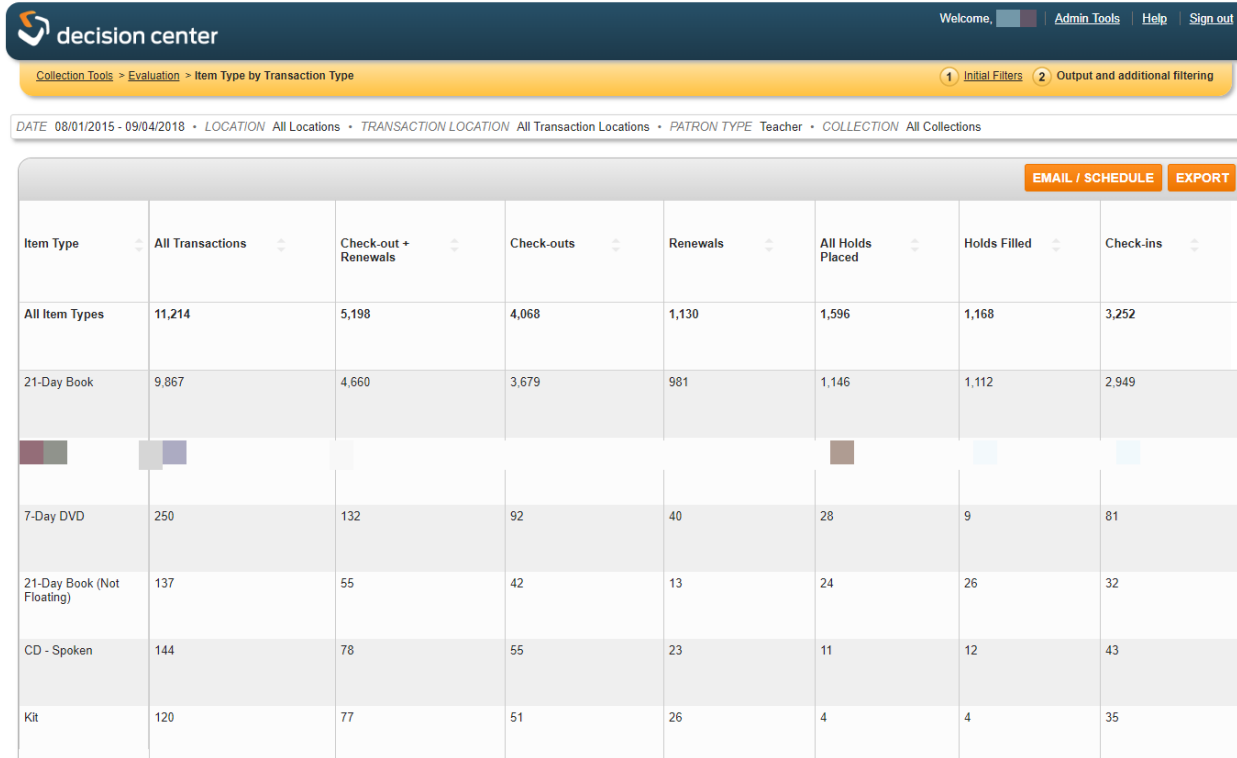 decision center
Welcome, Admin Tools Help Sign out
Collection Tools > Evaluation > Item Type by Transaction Type 1 Initial Filters 2 Output and additional filtering
DATE 08/01/2015 - 09/04/2018 • LOCATION All Locations • TRANSACTION LOCATION All Transaction Locations • PATRON TYPE Teacher • COLLECTION All Collections
EMAIL / SCHEDULE EXPORT
Item Type All Transactions Check-out + Check-outs Renewals All Holds Holds Filled Check-ins
Renewals Placed
All Item Types 11,214 5,198 4,068 1,130 1,596 1,168 3,252
21-Day Book 9,867 4,660 3,679 981 1,146 1,112 2,949
7-Day DVD 250 132 92 40 28 9 81
21-Day Book (Not 137 55 42 13 24 26 32
Floating)
CD - Spoken 144 78 55 23 11 12 43
Kit 120 77 51 26 4 4 35